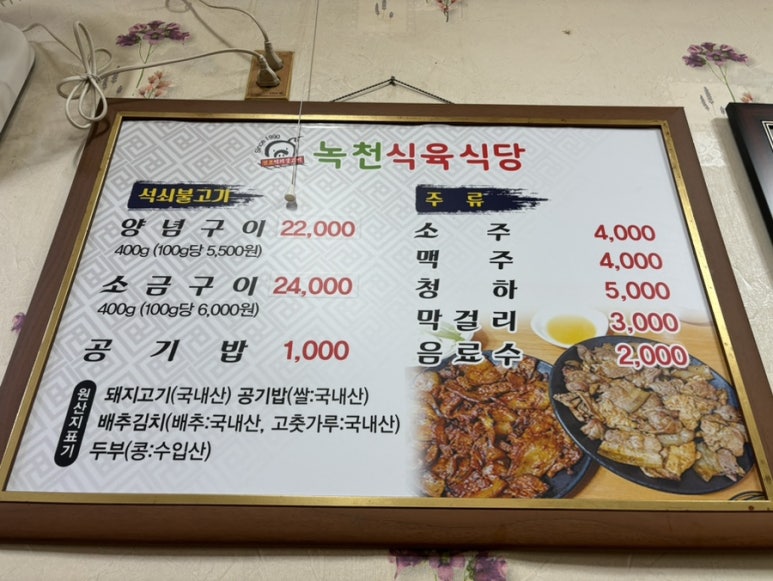 Since 1990
녹천식육식당
석쇠불고기
양념구이 22,000
400g (100g당 5,500원)
소금구이 24,000
400g (100g당 6,000원)
공기밥 1,000
주류
소주 4,000
맥주 4,000
청하 5,000
막걸리 3,000
음료수 2,000
원산지표기
돼지고기(국내산) 공기밥(쌀:국내산)
배추김치(배추:국내산, 고춧가루:국내산)
두부(콩:수입산)